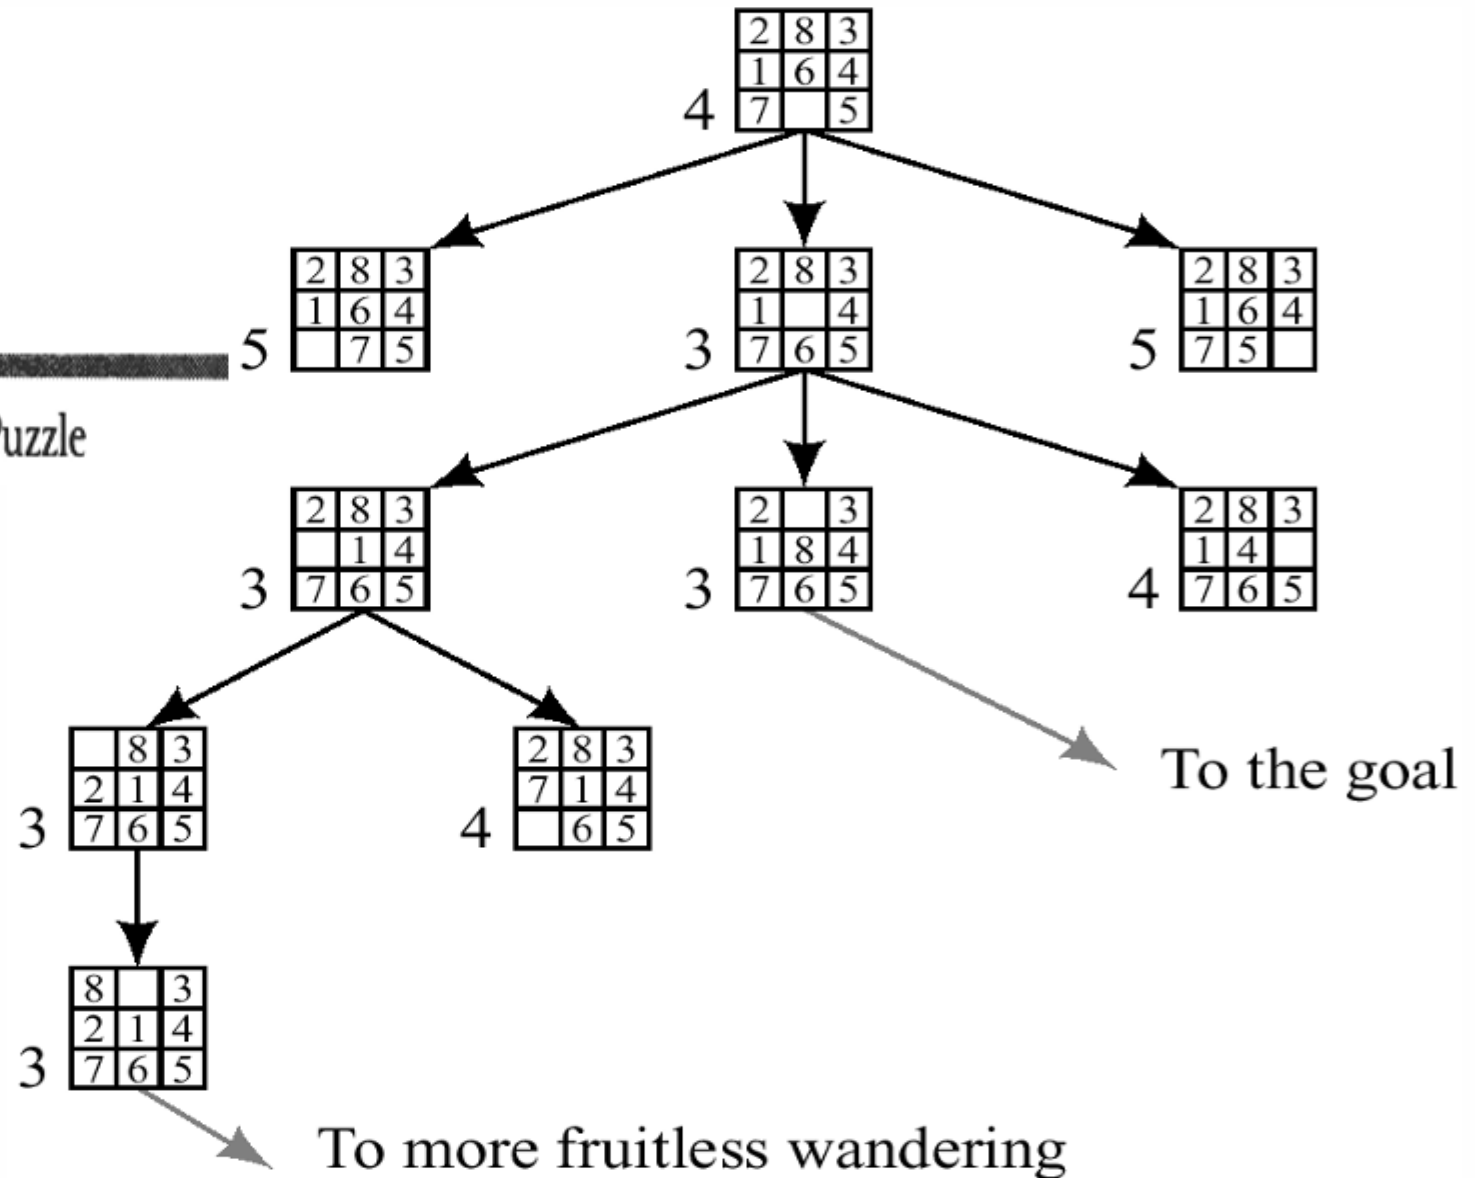 2 8 3
1 6 4
4 7 5
2 8 3 2 8 3 2 8 3
1 6 4 1 4 1 6 4
5 7 5 3 7 6 5 5 7 5
uzzle
2 8 3 2 3 2 8 3
1 4 1 8 4 1 4
3 7 6 5 3 7 6 5 4 7 6 5
8 3 2 8 3
2 1 4 7 1 4
3 7 6 5 4 6 5
To the goal
8 3
2 1 4
3 7 6 5
To more fruitless wandering